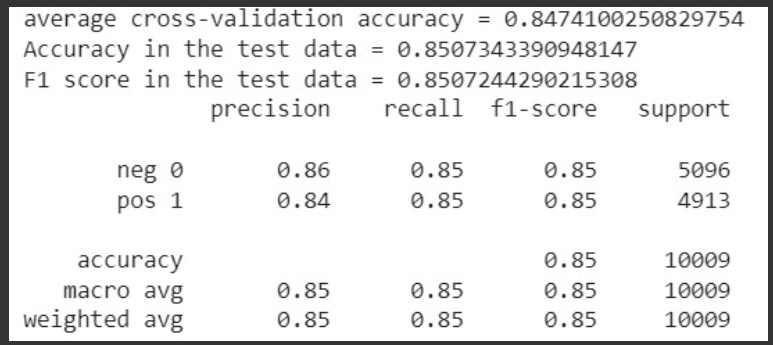 average cross-validation accuracy = 0.8474100250829754
Accuracy in the test data = 0.8507343390948147
F1 score in the test data = 0.8507244290215308
precision recall f1-score support
neg 0 0.86 0.85 0.85 5096
pos 1 0.84 0.85 0.85 4913
accuracy 0.85 10009
macro avg 0.85 0.85 0.85 10009
weighted avg 0.85 0.85 0.85 10009